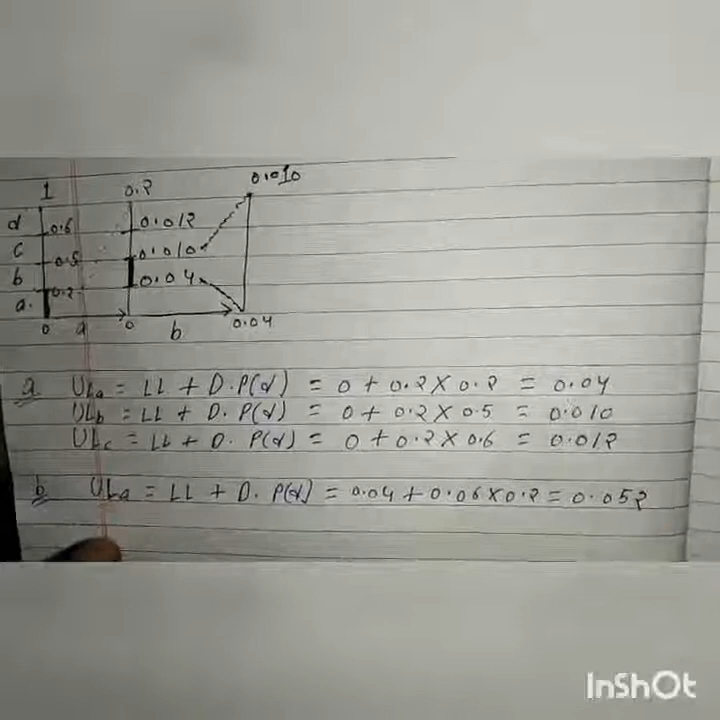 1 0.2 0.010
d 0.6 0.012
c 0.5 0.010
b 0.2 0.04
a.
0 a 0 b 0.04
a ULa = LL + D. P(d) = 0 + 0.2 X 0.2 = 0.04
ULb = LL + D. P(d) = 0 + 0.2 X 0.5 = 0.010
ULc = LL + D. P(d) = 0 + 0.2 X 0.6 = 0.012
b ULa = LL + D. P(d) = 0.04 + 0.06 X 0.2 = 0.052
InShOt